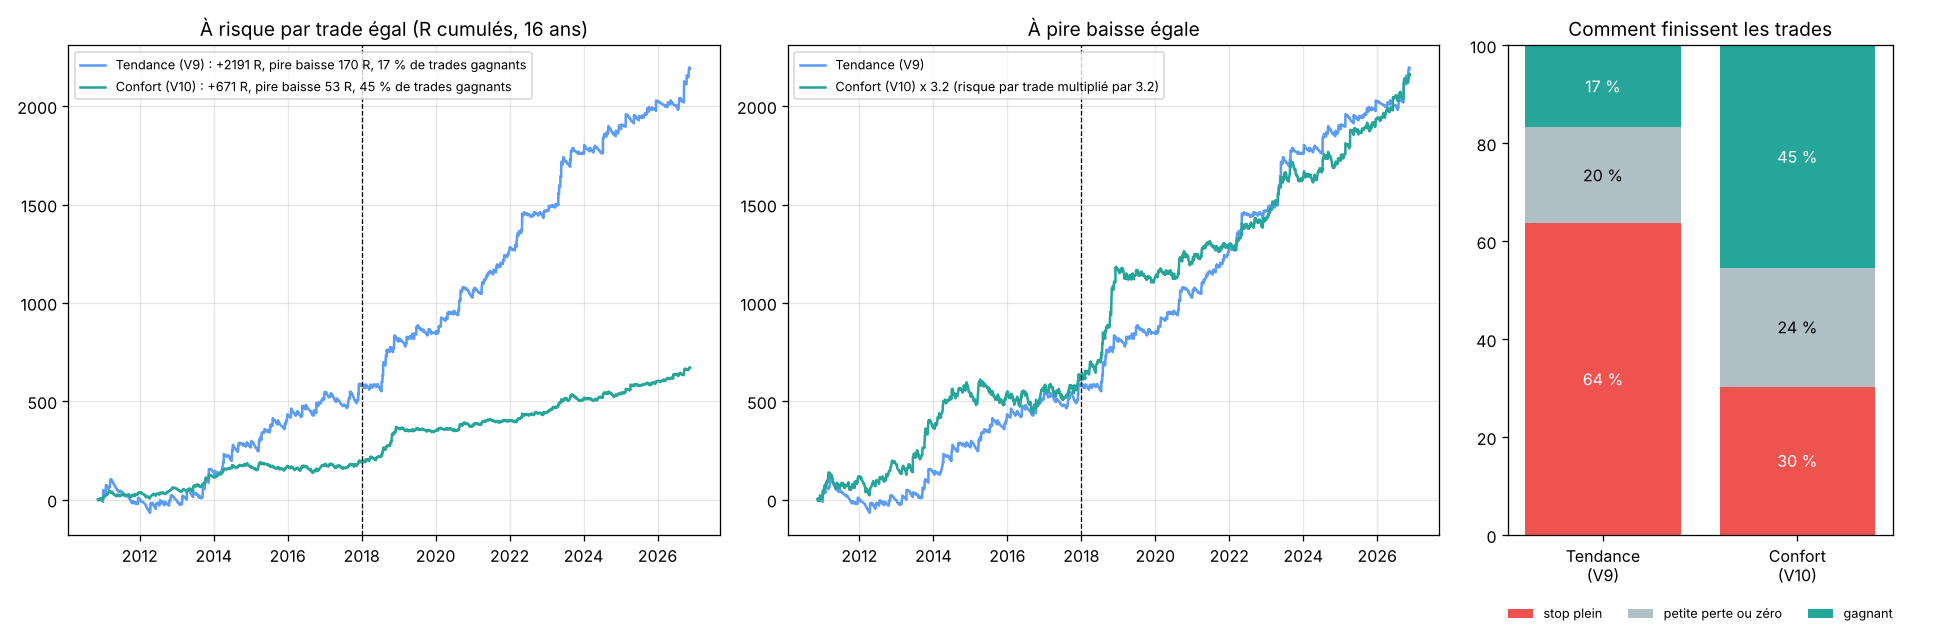 À risque par trade égal (R cumulés, 16 ans)
Tendance (V9) : +2191 R, pire baisse 170 R, 17 % de trades gagnants
Confort (V10) : +671 R, pire baisse 53 R, 45 % de trades gagnants
2000
1500
1000
500
0
2012 2014 2016 2018 2020 2022 2024 2026
À pire baisse égale
Tendance (V9)
Confort (V10) x 3.2 (risque par trade multiplié par 3.2)
2000
1500
1000
500
0
2012 2014 2016 2018 2020 2022 2024 2026
Comment finissent les trades
100
80
60
40
20
0
17 %
20 %
64 %
45 %
24 %
30 %
Tendance
(V9)
Confort
(V10)
stop plein petite perte ou zéro gagnant